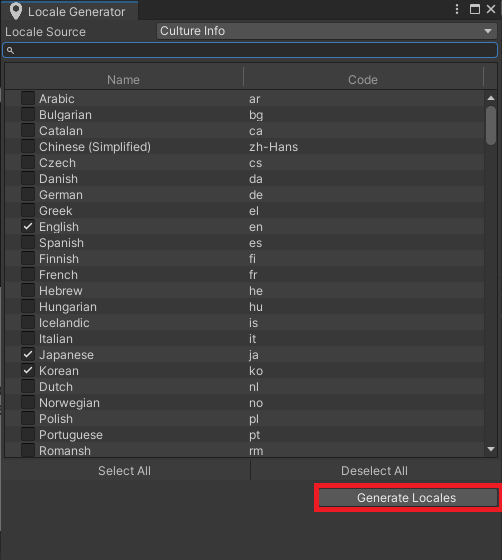 Locale Generator
Locale Source Culture Info
Name Code
Arabic ar
Bulgarian bg
Catalan ca
Chinese (Simplified) zh-Hans
Czech cs
Danish da
German de
Greek el
English en
Spanish es
Finnish fi
French fr
Hebrew he
Hungarian hu
Icelandic is
Italian it
Japanese ja
Korean ko
Dutch nl
Norwegian no
Polish pl
Portuguese pt
Romansh rm
Select All Deselect All
Generate Locales